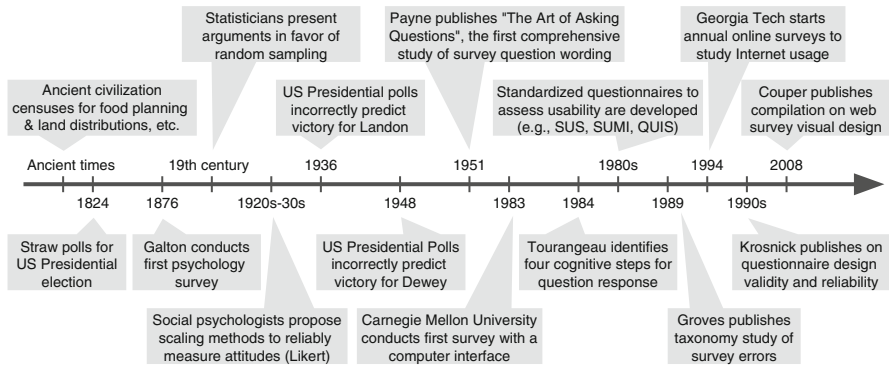 Statisticians present
arguments in favor of
random sampling
Payne publishes "The Art of Asking
Questions", the first comprehensive
study of survey question wording
Georgia Tech starts
annual online surveys to
study Internet usage
Ancient civilization
censuses for food planning
& land distributions, etc.
US Presidential polls
incorrectly predict
victory for Landon
Standardized questionnaires to
assess usability are developed
(e.g., SUS, SUMI, QUIS)
Couper publishes
compilation on web
survey visual design
Ancient times
19th century
1936
1951
1980s
1994
2008
1824
1876
1920s-30s
1948
1983
1984
1989
1990s
Straw polls for
US Presidential
election
Galton conducts
first psychology
survey
US Presidential Polls
incorrectly predict
victory for Dewey
Tourangeau identifies
four cognitive steps for
question response
Krosnick publishes on
questionnaire design
validity and reliability
Social psychologists propose
scaling methods to reliably
measure attitudes (Likert)
Carnegie Mellon University
conducts first survey with a
computer interface
Groves publishes
taxonomy study of
survey errors